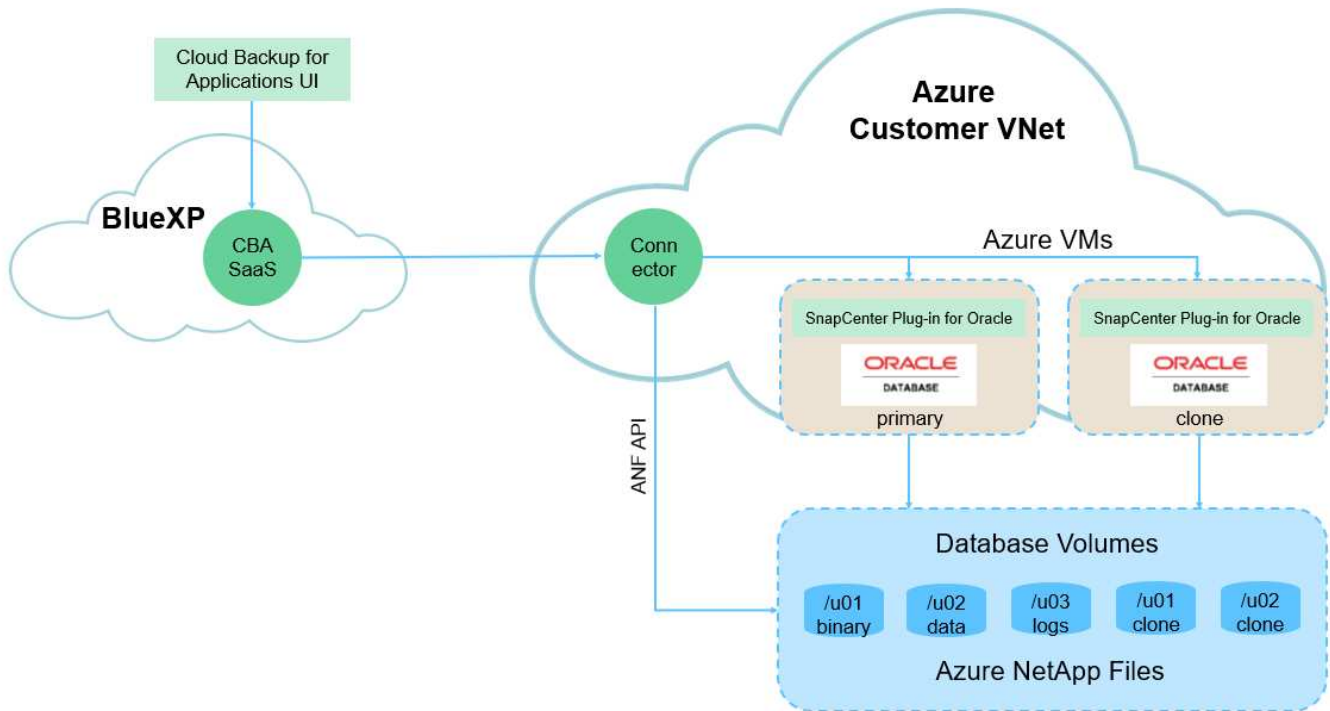 Cloud Backup for
Applications UI
Azure
Customer VNet
BlueXP
CBA
SaaS
Conn
ector
Azure VMs
SnapCenter Plug-in for Oracle
ORACLE
DATABASE
primary
SnapCenter Plug-in for Oracle
ORACLE
DATABASE
clone
ANF API
Database Volumes
/u01
binary
/u02
data
/u03
logs
/u01
clone
/u02
clone
Azure NetApp Files